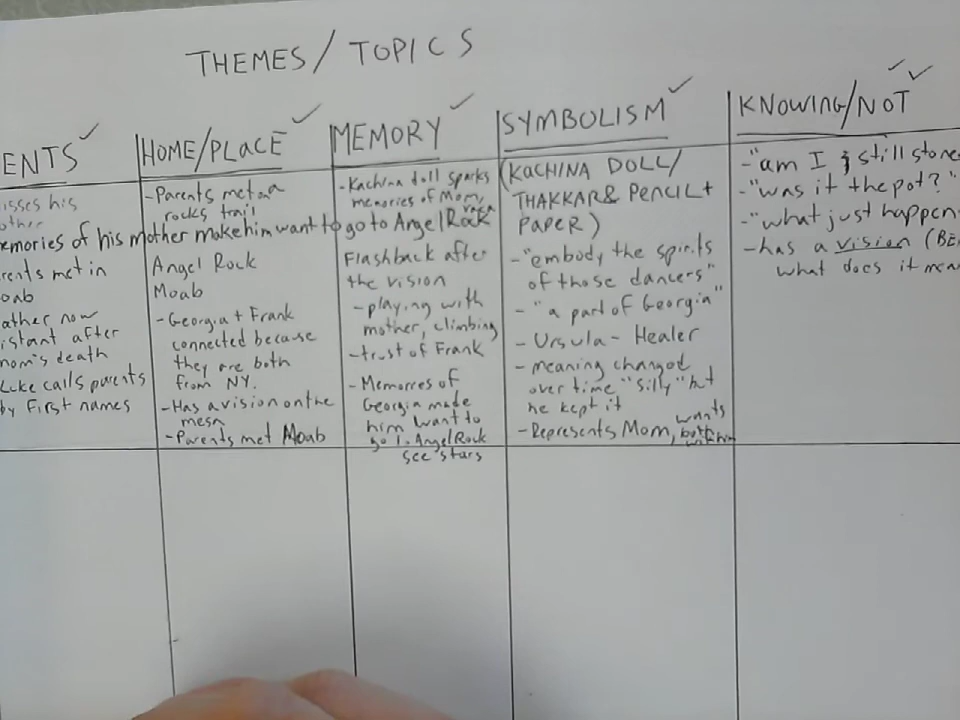 THEMES/TOPICS
ENTS
isses his
other
emories of his mother make him want to go to Angel Rock
rents met in
oab
ather now
istant after
mom's death
Luke calls parents
by First names
HOME/PLACE
-Parents met on a
rocks trail
Angel Rock
Moab
-Georgia + Frank
connected because
they are both
from NY.
-Has a vision on the
mesa
-Parents met Moab
MEMORY
-Kachina doll sparks
memories of Mom,
Flashback after
the vision
-playing with
mother, climbing
-trust of Frank
-Memories of
Georgia made
him want to
go to Angel Rock
see stars
SYMBOLISM
(KACHINA DOLL/
THAKKAR & PENCIL +
PAPER)
-"embody the spirits
of those dancers"
-"a part of Georgia"
-Ursula - Healer
-meaning changed
over time "silly" but
he kept it
-Represents Mom, wants
both
with him
KNOWING/NOT
-"am I still stone
-"was it the pot?"
-"what just happen
-has a vision (BE
what does it mea